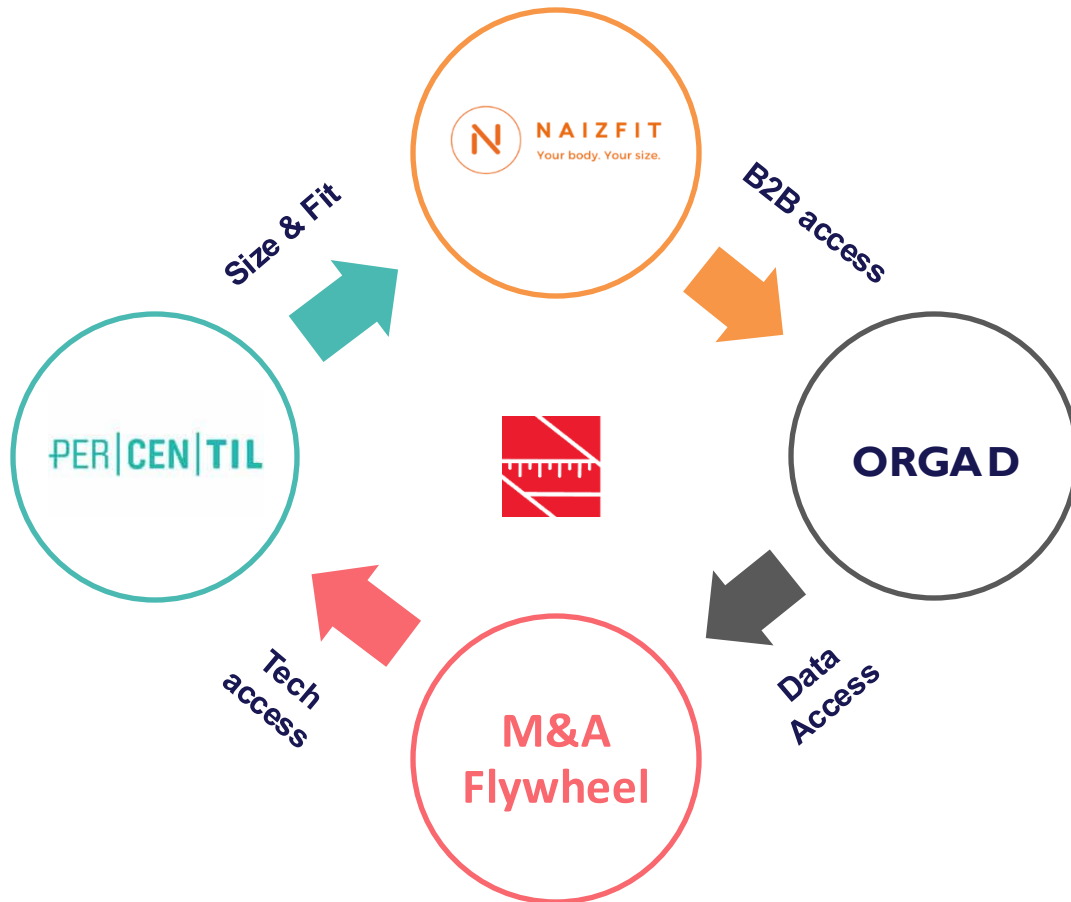 N
NAIZFIT
Your body. Your size.
Size & Fit
B2B access
PER|CEN|TIL
ORGAD
Tech
access
Data
Access
M&A
Flywheel